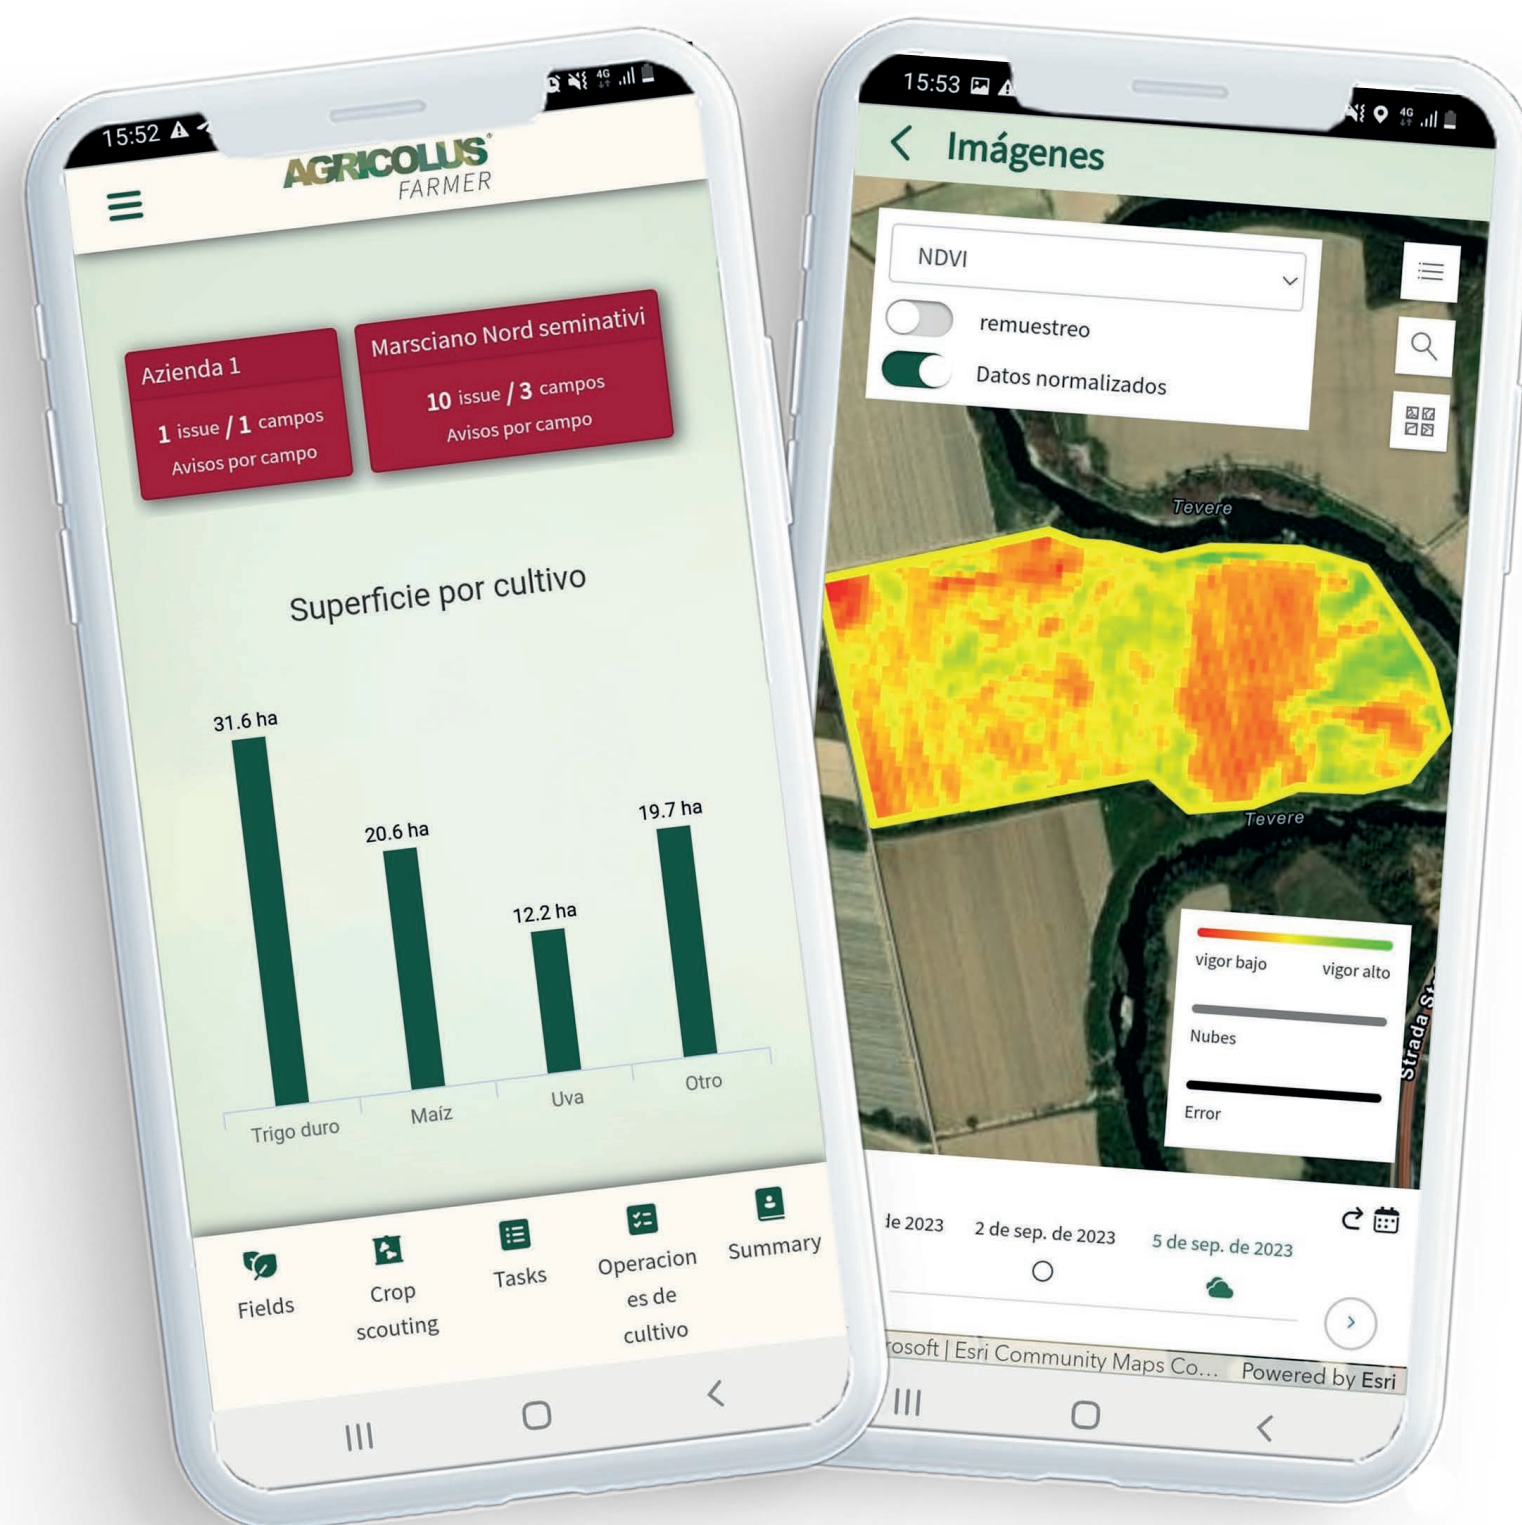 15:52
4G
AGRICOLUS®
FARMER
Azienda 1
1 issue / 1 campos
Avisos por campo
Marsciano Nord seminativi
10 issue / 3 campos
Avisos por campo
Superficie por cultivo
31.6 ha
20.6 ha
12.2 ha
19.7 ha
Trigo duro
Maíz
Uva
Otro
Fields
Crop
scouting
Tasks
Operacion
es de
cultivo
Summary
15:53
4G
Imágenes
NDVI
remuestreo
Datos normalizados
Tevere
Tevere
vigor bajo
vigor alto
Nubes
Error
Strada
de 2023
2 de sep. de 2023
5 de sep. de 2023
| Esri Community Maps Co...
Powered by Esri